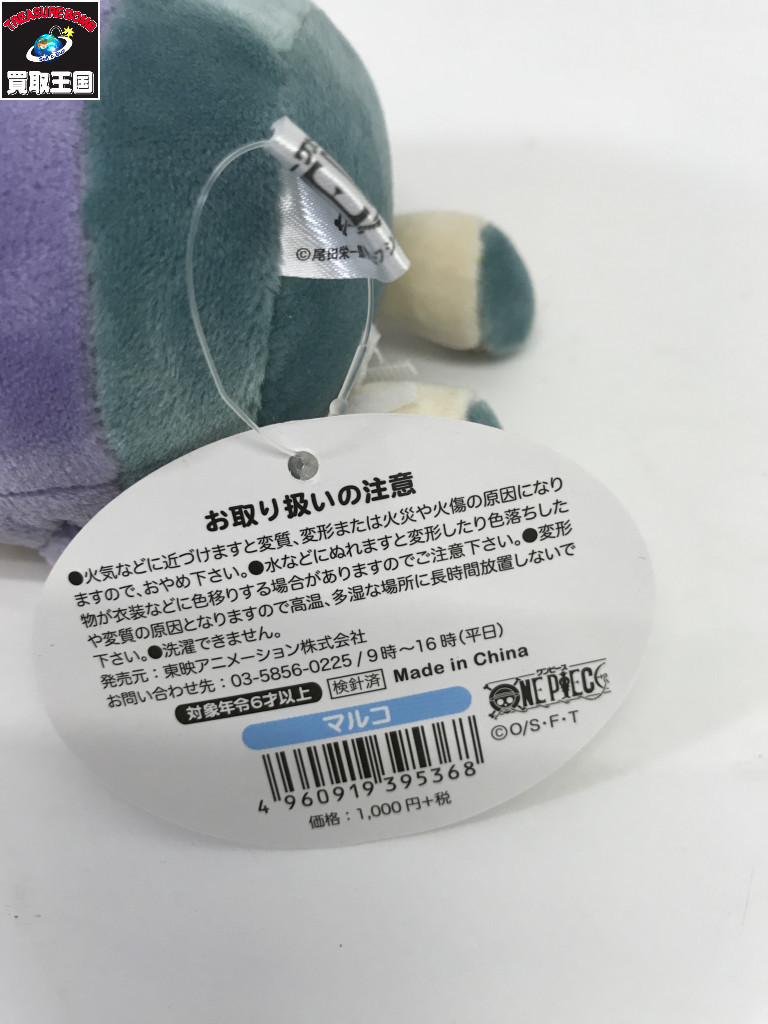 TREASURE BOMB
買取王国
©尾田栄一郎
お取り扱いの注意
●火気などに近づけますと変質、変形または火災や火傷の原因になり
ますので、おやめ下さい。●水などにぬれますと変形したり色落ちした
物が衣装などに色移りする場合がありますのでご注意下さい。●変形
や変質の原因となりますので高温、多湿な場所に長時間放置しないで
下さい。●洗濯できません。
発売元：東映アニメーション株式会社
お問い合わせ先：03-5856-0225 / 9時〜16時(平日)
対象年令6才以上 検針済 Made in China
マルコ
ワンピース
ONE PIECE
©O/S・F・T
4 960919 395368
価格：1,000円+税